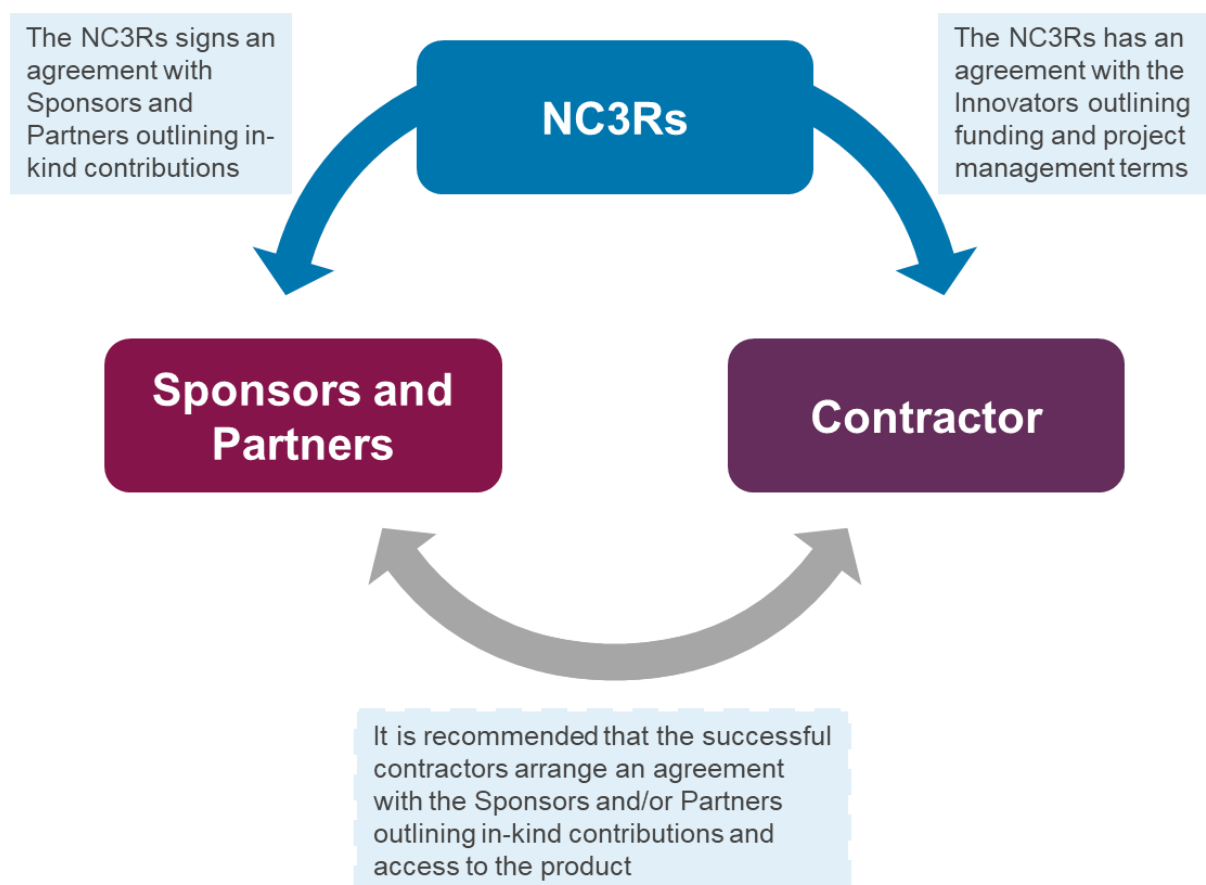 The NC3Rs signs an
agreement with
Sponsors and
Partners outlining in-
kind contributions
NC3Rs
The NC3Rs has an
agreement with the
Innovators outlining
funding and project
management terms
Sponsors and
Partners
Contractor
It is recommended that the successful
contractors arrange an agreement
with the Sponsors and/or Partners
outlining in-kind contributions and
access to the product